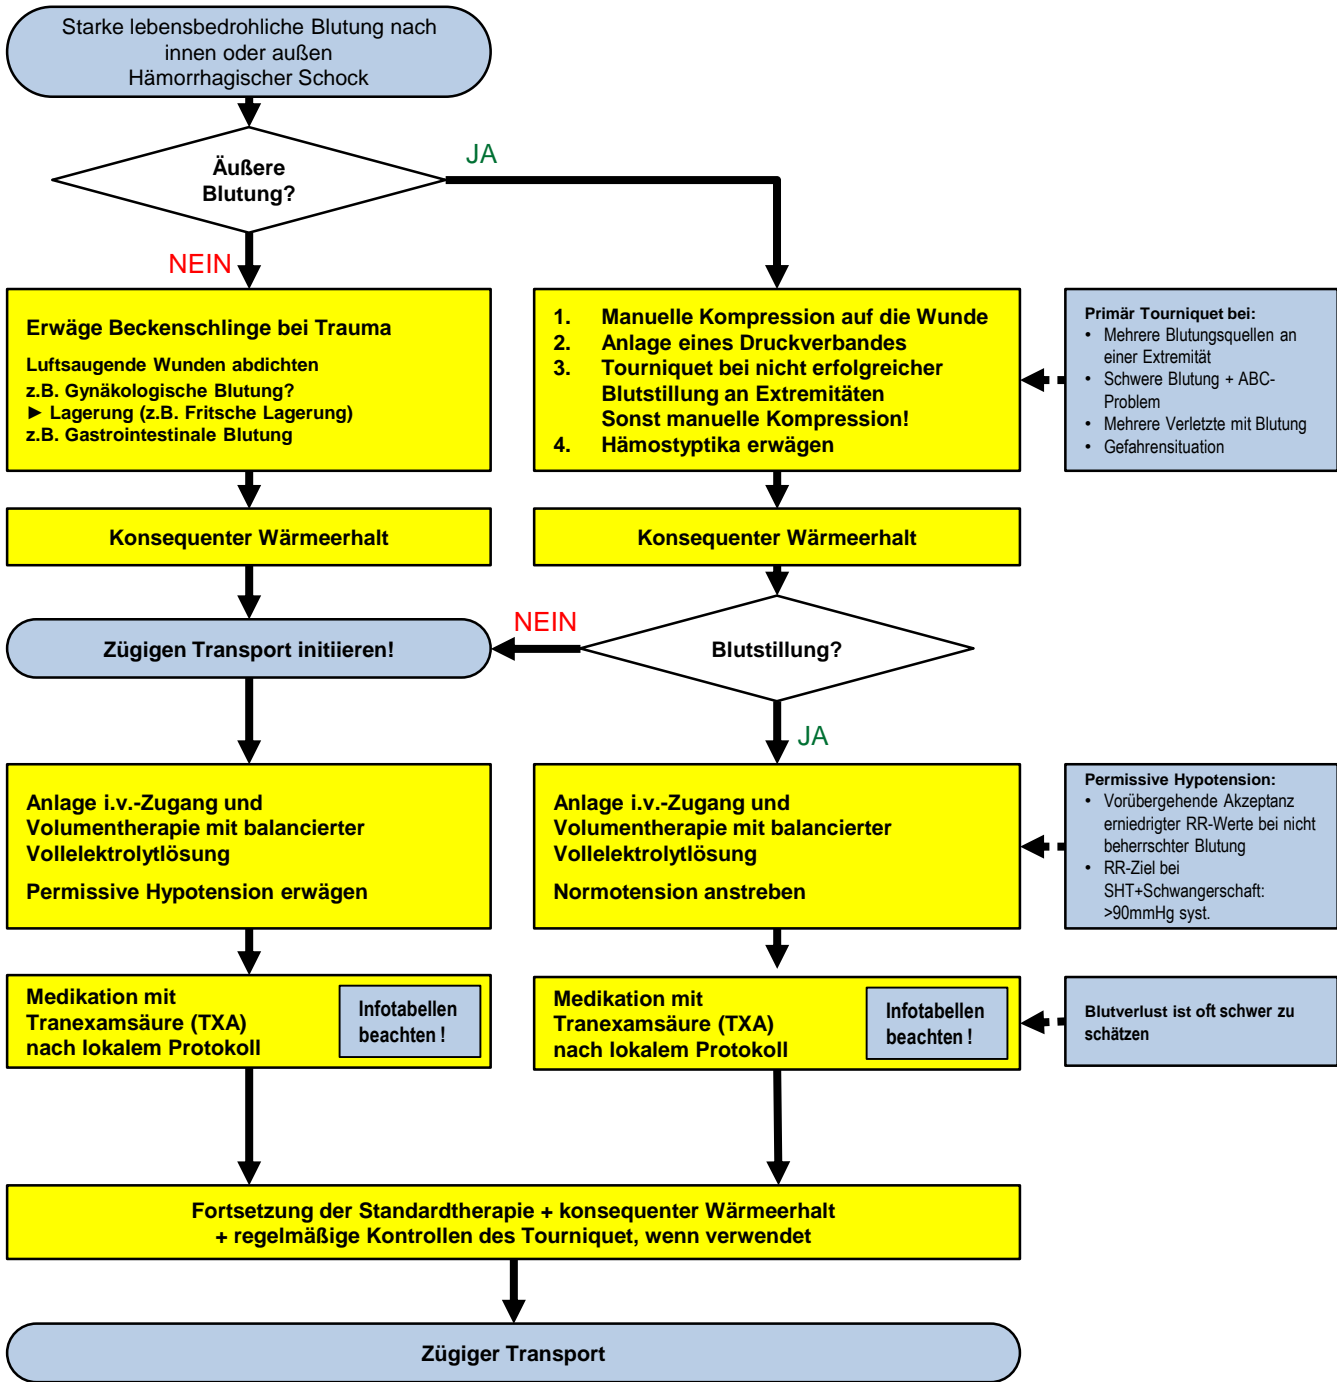 Starke lebensbedrohliche Blutung nach
innen oder außen
Hämorrhagischer Schock
Äußere
Blutung?
JA
NEIN
Erwäge Beckenschlinge bei Trauma
Luftsaugende Wunden abdichten
z.B. Gynäkologische Blutung?
► Lagerung (z.B. Fritsche Lagerung)
z.B. Gastrointestinale Blutung
1. Manuelle Kompression auf die Wunde
2. Anlage eines Druckverbandes
3. Tourniquet bei nicht erfolgreicher
Blutstillung an Extremitäten
Sonst manuelle Kompression!
4. Hämostyptika erwägen
Primär Tourniquet bei:
• Mehrere Blutungsquellen an
einer Extremität
• Schwere Blutung + ABC-
Problem
• Mehrere Verletzte mit Blutung
• Gefahrensituation
Konsequenter Wärmeerhalt
Konsequenter Wärmeerhalt
Zügigen Transport initiieren!
NEIN
Blutstillung?
JA
Anlage i.v.-Zugang und
Volumentherapie mit balancierter
Vollelektrolytlösung
Permissive Hypotension erwägen
Anlage i.v.-Zugang und
Volumentherapie mit balancierter
Vollelektrolytlösung
Normotension anstreben
Permissive Hypotension:
• Vorübergehende Akzeptanz
erniedrigter RR-Werte bei nicht
beherrschter Blutung
• RR-Ziel bei
SHT+Schwangerschaft:
>90mmHg syst.
Medikation mit
Tranexamsäure (TXA)
nach lokalem Protokoll
Infotabellen
beachten !
Medikation mit
Tranexamsäure (TXA)
nach lokalem Protokoll
Infotabellen
beachten !
Blutverlust ist oft schwer zu
schätzen
Fortsetzung der Standardtherapie + konsequenter Wärmeerhalt
+ regelmäßige Kontrollen des Tourniquet, wenn verwendet
Zügiger Transport